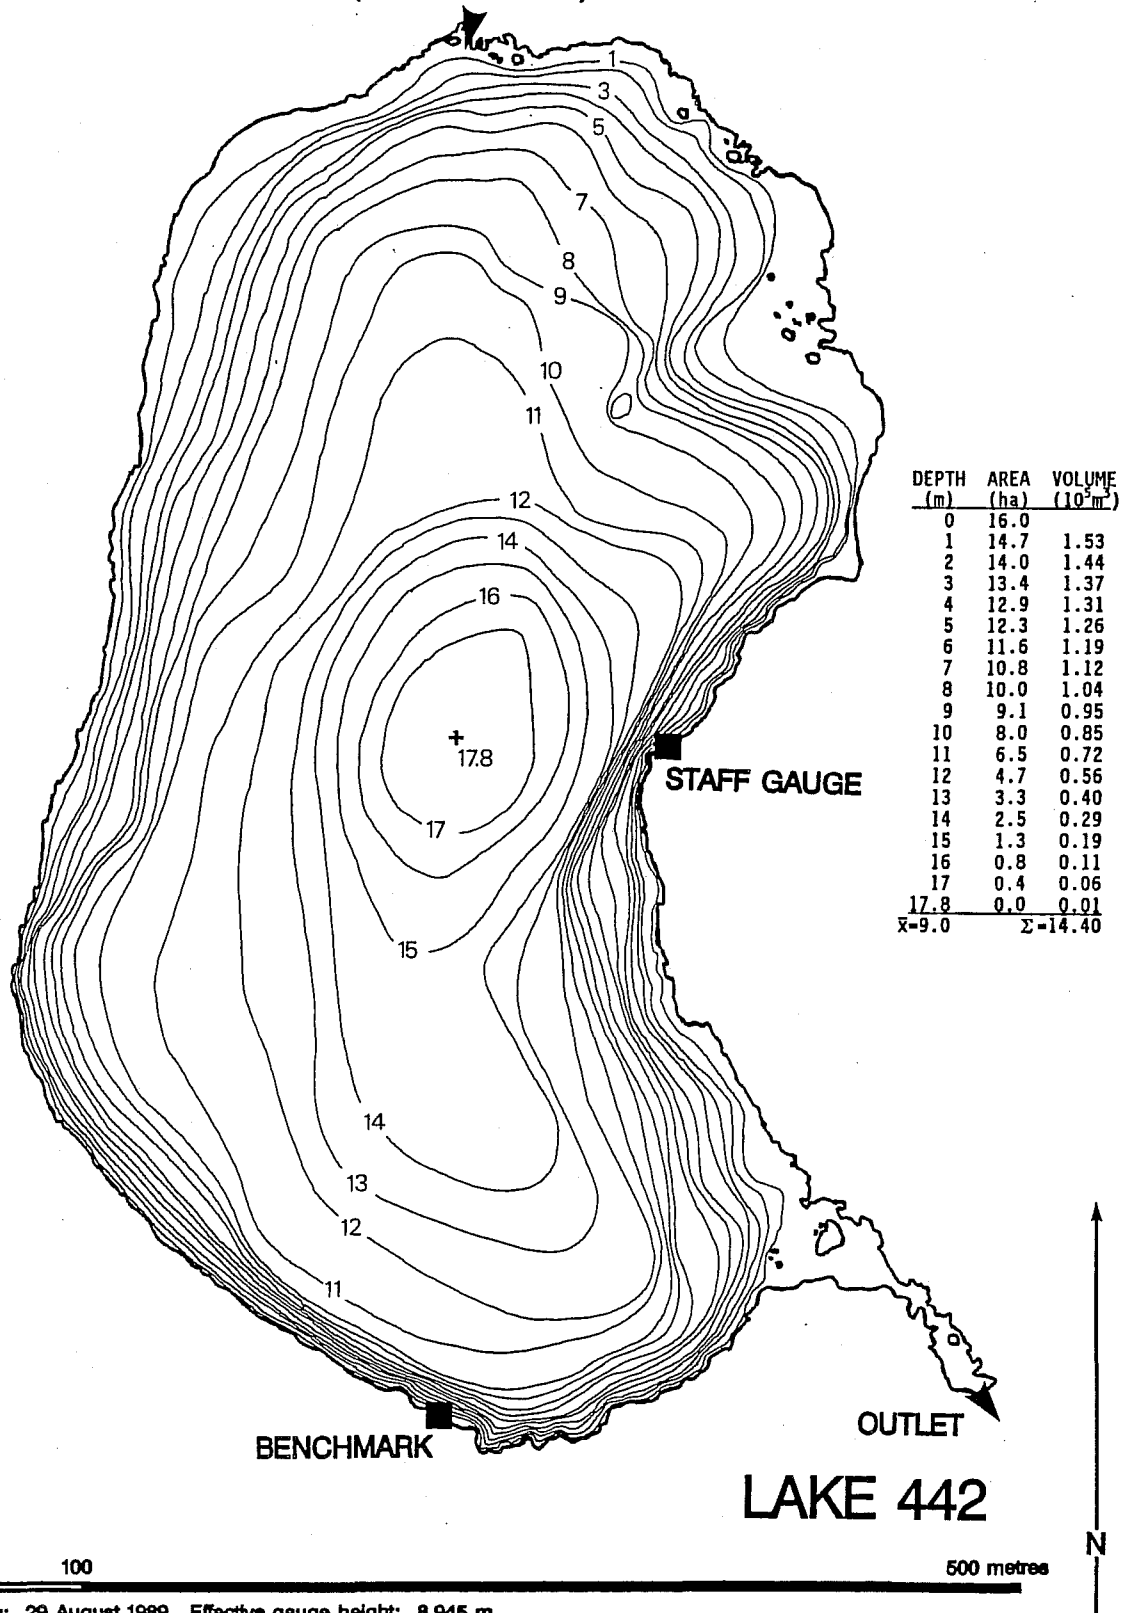 1
3
5
7
8
9
10
11
12
14
16
17.8
17
15
14
13
12
11
STAFF GAUGE
BENCHMARK
OUTLET
DEPTH AREA VOLUME
(m) (ha) (10⁵m³)
0 16.0
1 14.7 1.53
2 14.0 1.44
3 13.4 1.37
4 12.9 1.31
5 12.3 1.26
6 11.6 1.19
7 10.8 1.12
8 10.0 1.04
9 9.1 0.95
10 8.0 0.85
11 6.5 0.72
12 4.7 0.56
13 3.3 0.40
14 2.5 0.29
15 1.3 0.19
16 0.8 0.11
17 0.4 0.06
17.8 0.0 0.01
x̄=9.0 Σ=14.40
LAKE 442
N
100 500 metres
29 August 1989 Effective gauge height: 8.945 m